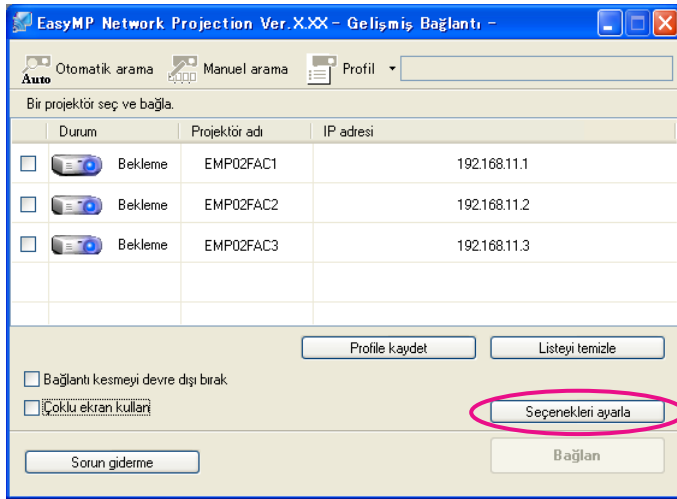 EasyMP Network Projection Ver.X.XX - Gelişmiş Bağlantı -
Auto Otomatik arama Manuel arama Profil
Bir projektör seç ve bağla.
Durum Projektör adı IP adresi
Bekleme EMP02FAC1 192.168.11.1
Bekleme EMP02FAC2 192.168.11.2
Bekleme EMP02FAC3 192.168.11.3
Profile kaydet Listeyi temizle
Bağlantı kesmeyi devre dışı bırak
Çoklu ekran kullan Seçenekleri ayarla
Sorun giderme Bağlan